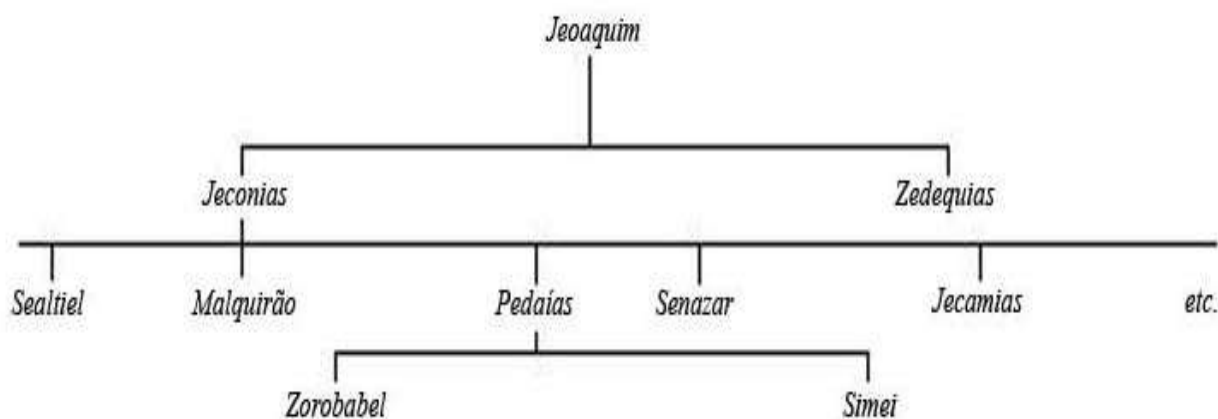 Jeoaquim
Jeconias Zedequias
Sealtiel Malquirão Pedaías Senazar Jecamias etc.
Zorobabel Simei